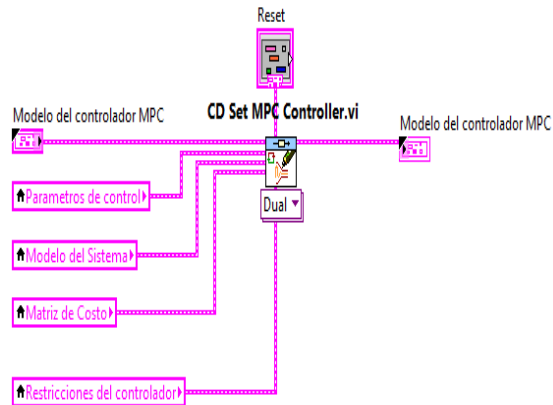 Reset
Modelo del controlador MPC
CD Set MPC Controller.vi
Modelo del controlador MPC
Parametros de control
Dual
Modelo del Sistema
Matriz de Costo
Restricciones del controlador